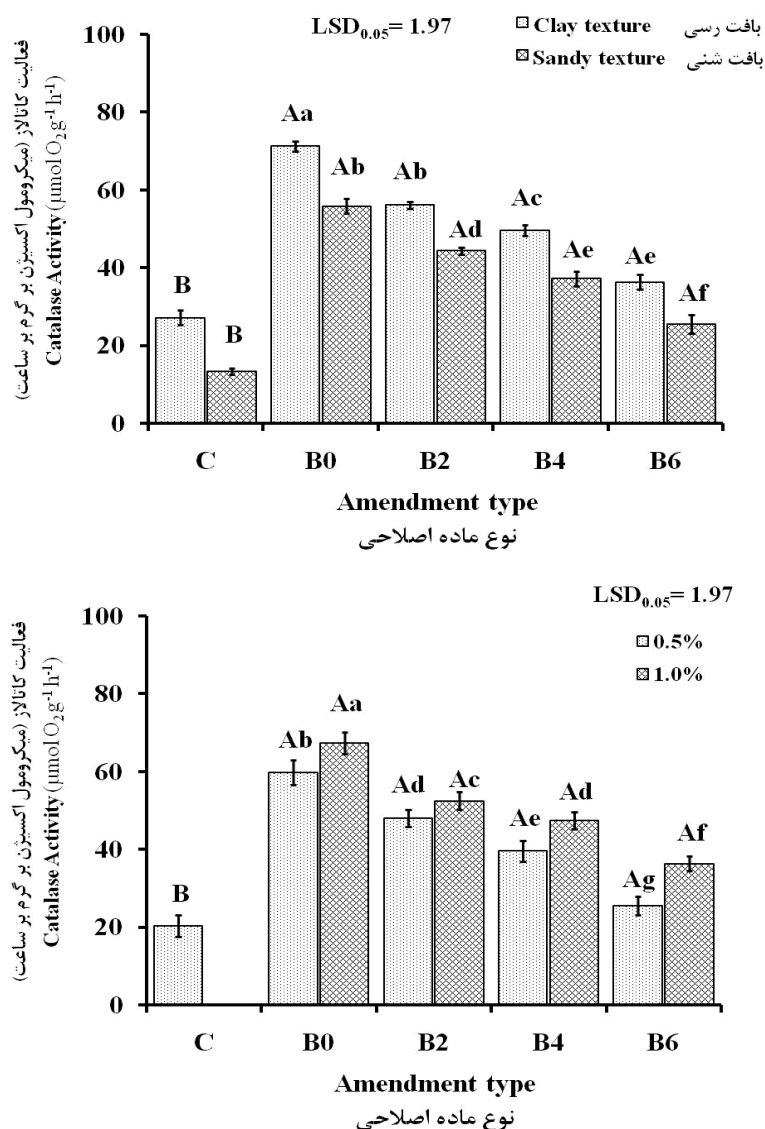 LSD0.05= 1.97
Clay texture بافت رسی
Sandy texture بافت شنی
فعالیت کاتالاز (میکرومول اکسیژن بر گرم بر ساعت)
Catalase Activity (µmol O2 g-1 h-1)
100
80
60
40
20
0
B
B
Aa
Ab
Ab
Ad
Ac
Ae
Ae
Af
C B0 B2 B4 B6
Amendment type
نوع ماده اصلاحی
LSD0.05= 1.97
0.5%
1.0%
فعالیت کاتالاز (میکرومول اکسیژن بر گرم بر ساعت)
Catalase Activity (µmol O2 g-1 h-1)
100
80
60
40
20
0
B
Ab
Aa
Ad
Ac
Ae
Ad
Ag
Af
C B0 B2 B4 B6
Amendment type
نوع ماده اصلاحی